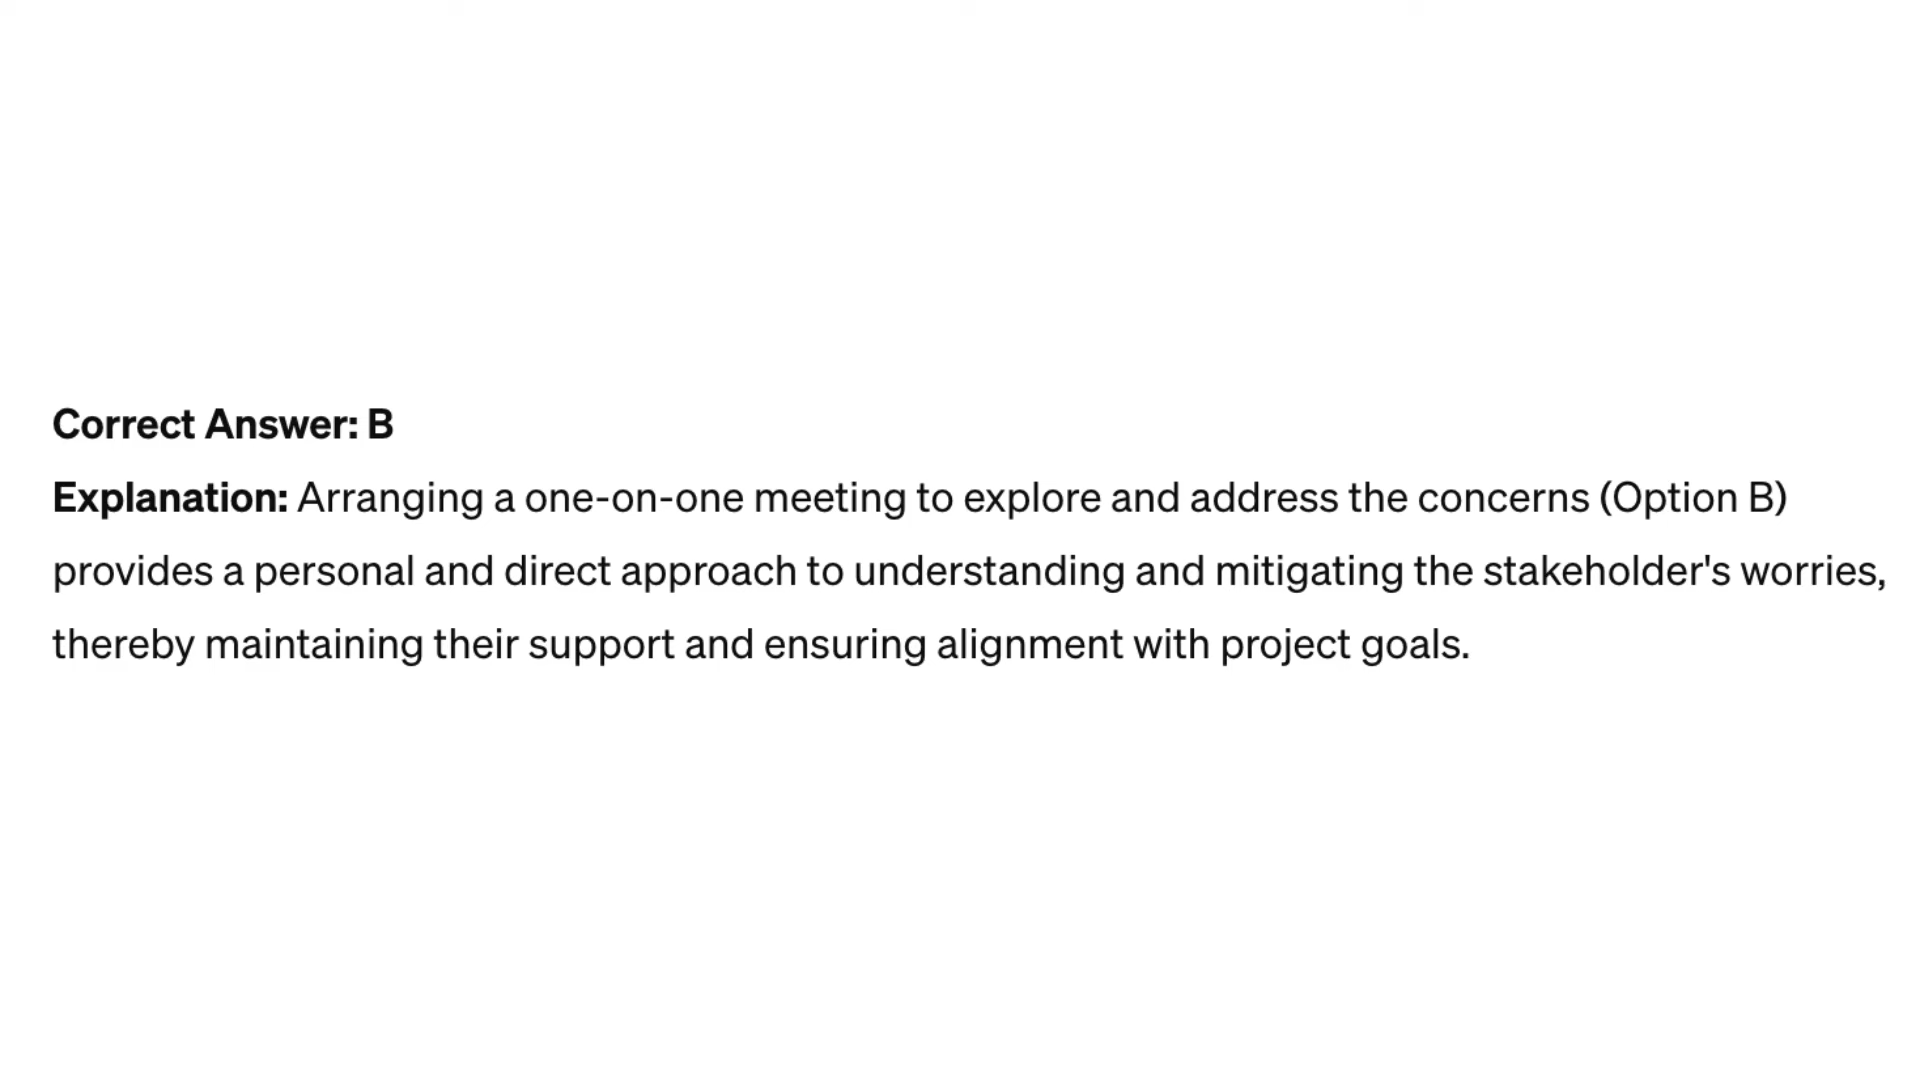 Correct Answer: B
Explanation: Arranging a one-on-one meeting to explore and address the concerns (Option B)
provides a personal and direct approach to understanding and mitigating the stakeholder's worries,
thereby maintaining their support and ensuring alignment with project goals.